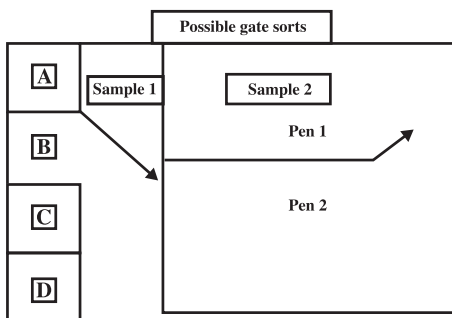 Possible gate sorts
A
Sample 1
Sample 2
B
Pen 1
C
Pen 2
D